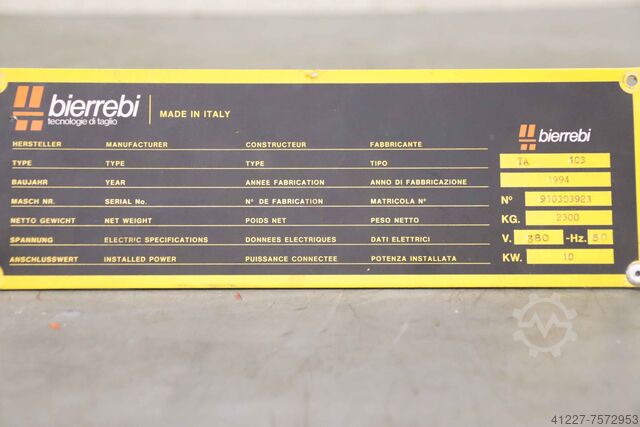 bierrebi
tecnologie di taglio
MADE IN ITALY
HERSTELLER MANUFACTURER CONSTRUCTEUR FABBRICANTE bierrebi
TYPE TYPE TYPE TIPO TA 103
BAUJAHR YEAR ANNEE FABRICATION ANNO DI FABBRICAZIONE 1994
MASCH NR. SERIAL No. N° DE FABRICATION MATRICOLA N° N° 910303923
NETTO GEWICHT NET WEIGHT POIDS NET PESO NETTO KG. 2300
SPANNUNG ELECTRIC SPECIFICATIONS DONNEES ELECTRIQUES DATI ELETTRICI V. 380 -Hz. 50
ANSCHLUSSWERT INSTALLED POWER PUISSANCE CONNECTEE POTENZA INSTALLATA KW. 10
41227-7572953